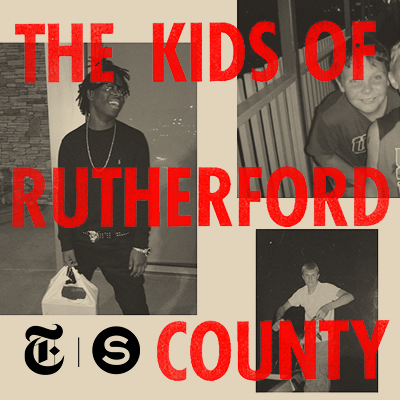 THE KIDS OF
RUTHERFORD
COUNTY
T
S